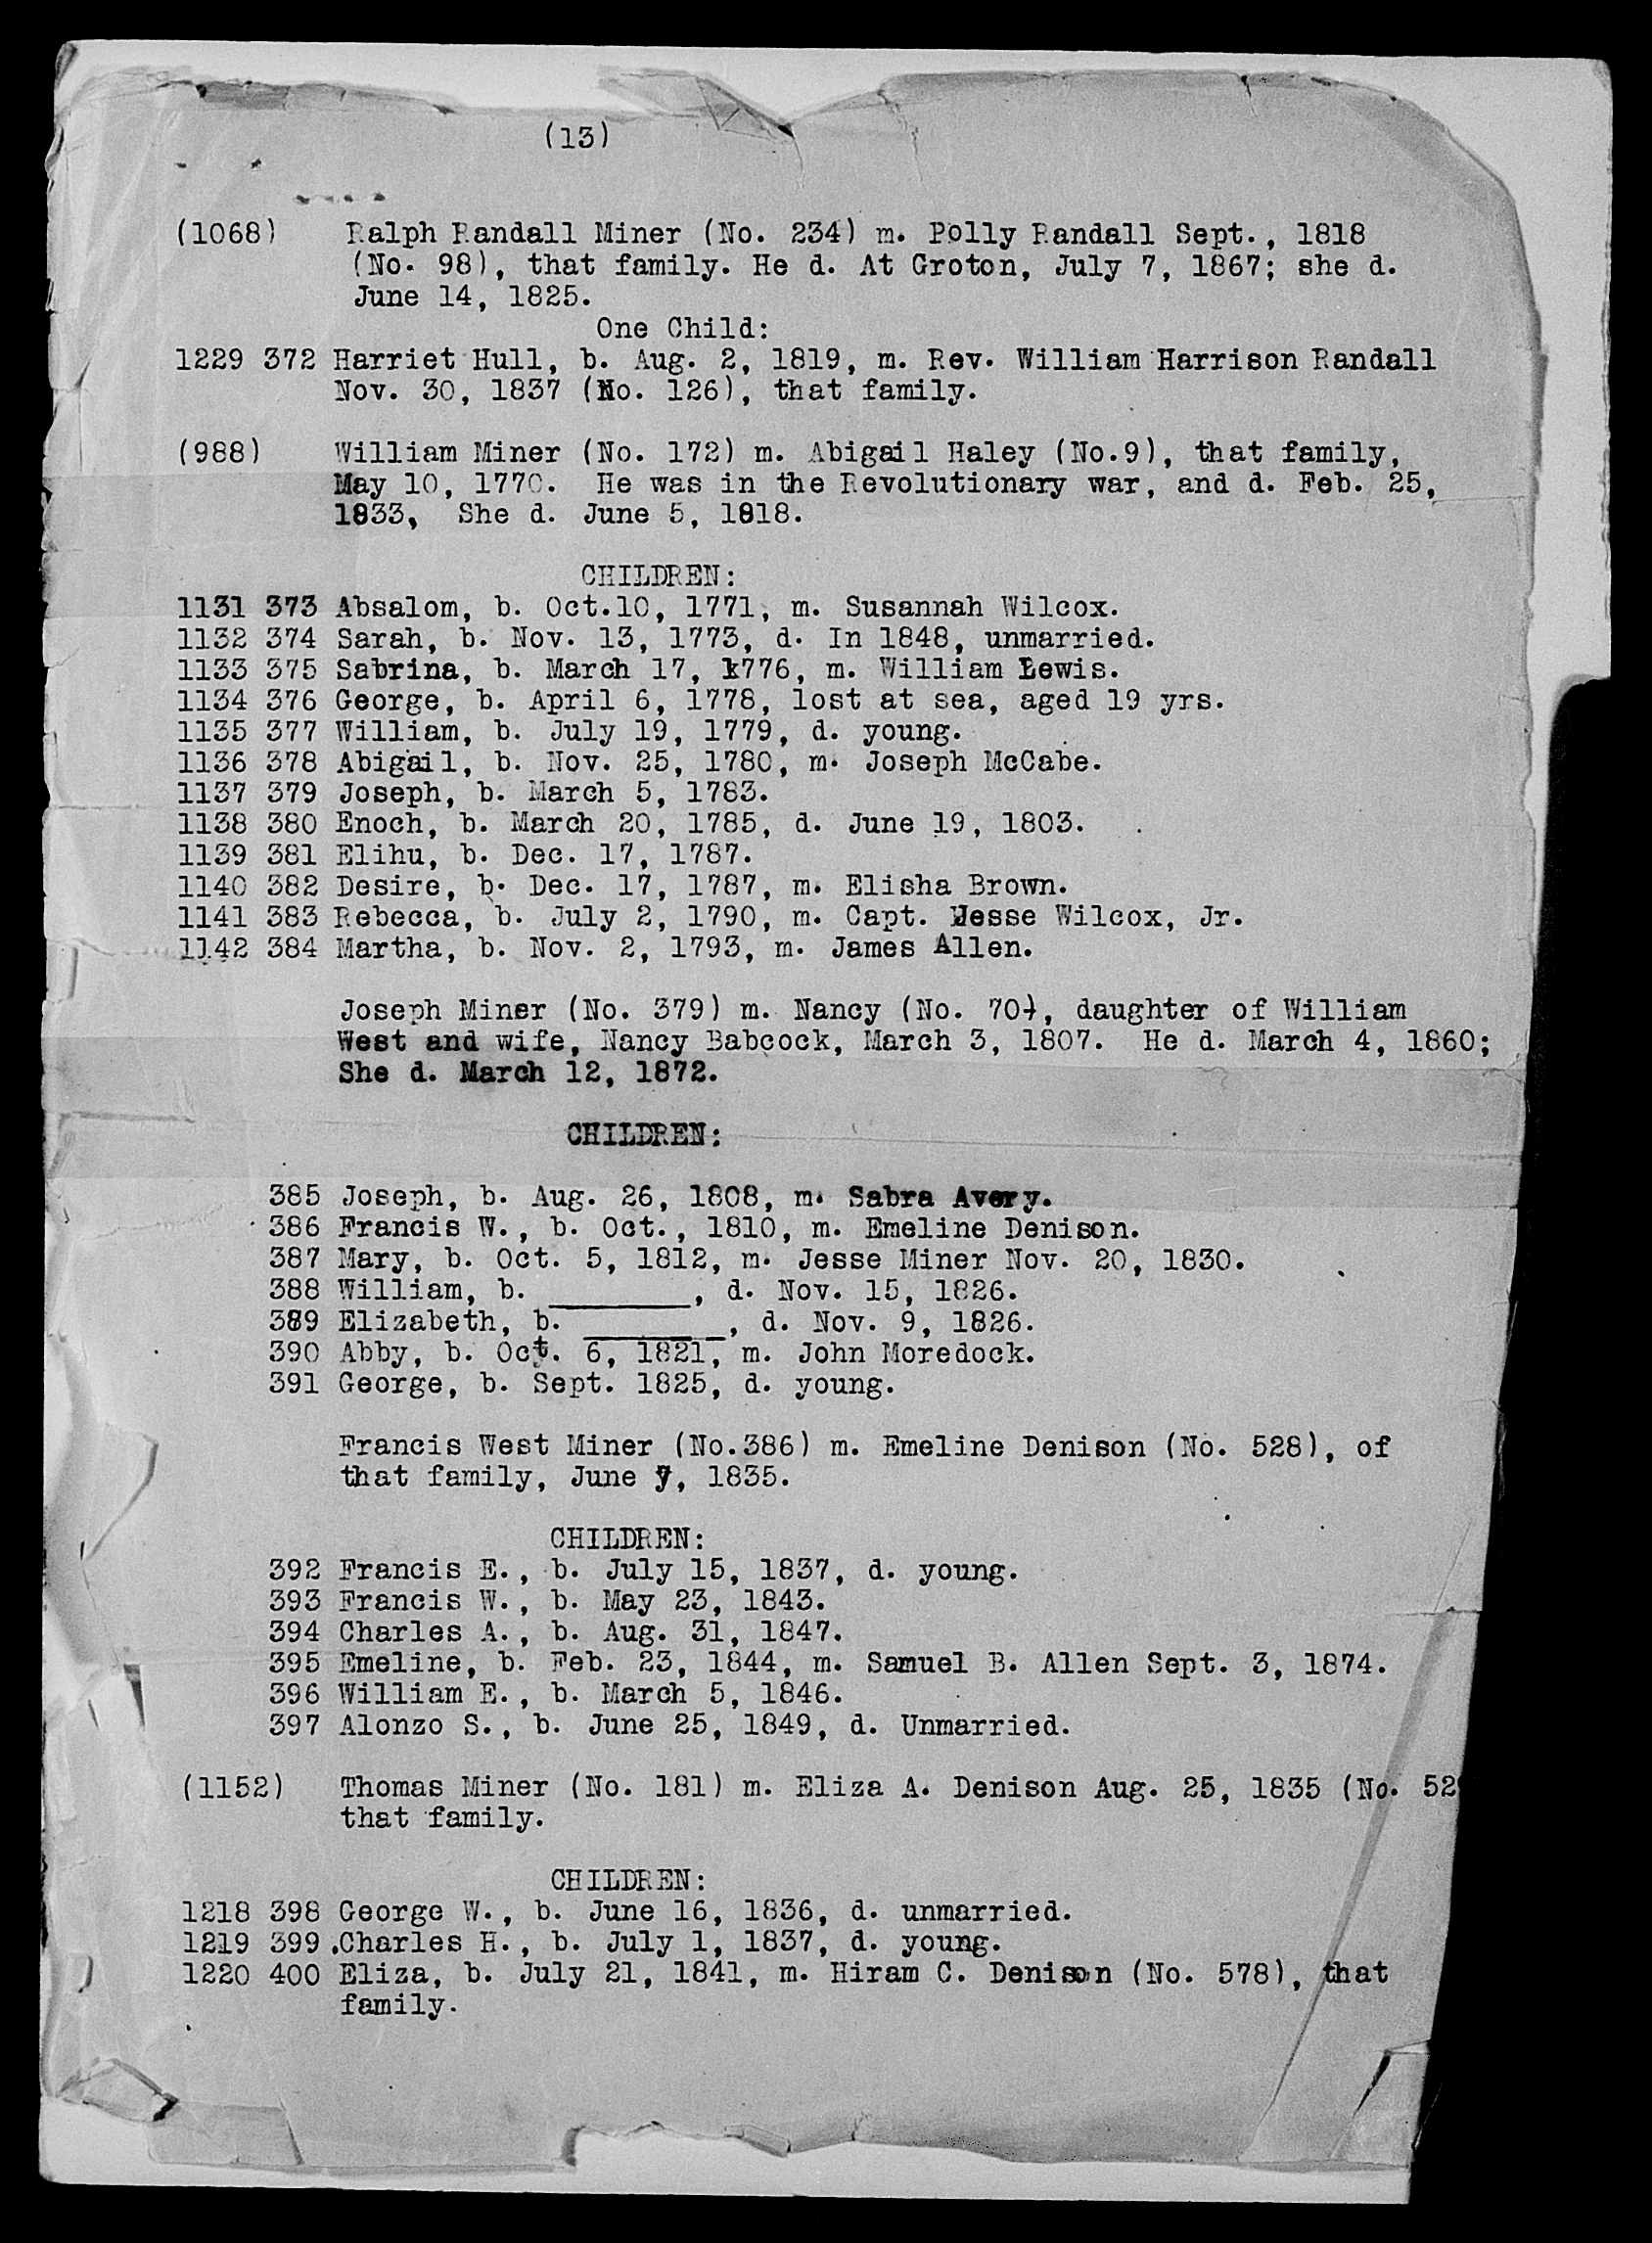 (13)
(1068) Ralph Randall Miner (No. 234) m. Polly Randall Sept., 1818
(No. 98), that family. He d. At Groton, July 7, 1867; she d.
June 14, 1825.
One Child:
1229 372 Harriet Hull, b. Aug. 2, 1819, m. Rev. William Harrison Randall
Nov. 30, 1837 (No. 126), that family.
(988) William Miner (No. 172) m. Abigail Haley (No.9), that family,
May 10, 1770. He was in the Revolutionary war, and d. Feb. 25,
1833, She d. June 5, 1818.
CHILDREN:
1131 373 Absalom, b. Oct.10, 1771, m. Susannah Wilcox.
1132 374 Sarah, b. Nov. 13, 1773, d. In 1848, unmarried.
1133 375 Sabrina, b. March 17, 1776, m. William Lewis.
1134 376 George, b. April 6, 1778, lost at sea, aged 19 yrs.
1135 377 William, b. July 19, 1779, d. young.
1136 378 Abigail, b. Nov. 25, 1780, m. Joseph McCabe.
1137 379 Joseph, b. March 5, 1783.
1138 380 Enoch, b. March 20, 1785, d. June 19, 1803.
1139 381 Elihu, b. Dec. 17, 1787.
1140 382 Desire, b. Dec. 17, 1787, m. Elisha Brown.
1141 383 Rebecca, b. July 2, 1790, m. Capt. Jesse Wilcox, Jr.
1142 384 Martha, b. Nov. 2, 1793, m. James Allen.
Joseph Miner (No. 379) m. Nancy (No. 70), daughter of William
West and wife, Nancy Babcock, March 3, 1807. He d. March 4, 1860;
She d. March 12, 1872.
CHILDREN:
385 Joseph, b. Aug. 26, 1808, m. Sabra Avery.
386 Francis W., b. Oct., 1810, m. Emeline Denison.
387 Mary, b. Oct. 5, 1812, m. Jesse Miner Nov. 20, 1830.
388 William, b. ________, d. Nov. 15, 1826.
389 Elizabeth, b. ________, d. Nov. 9, 1826.
390 Abby, b. Oct. 6, 1821, m. John Moredock.
391 George, b. Sept. 1825, d. young.
Francis West Miner (No.386) m. Emeline Denison (No. 528), of
that family, June 7, 1835.
CHILDREN:
392 Francis E., b. July 15, 1837, d. young.
393 Francis W., b. May 23, 1843.
394 Charles A., b. Aug. 31, 1847.
395 Emeline, b. Feb. 23, 1844, m. Samuel B. Allen Sept. 3, 1874.
396 William E., b. March 5, 1846.
397 Alonzo S., b. June 25, 1849, d. Unmarried.
(1152) Thomas Miner (No. 181) m. Eliza A. Denison Aug. 25, 1835 (No. 52
that family.
CHILDREN:
1218 398 George W., b. June 16, 1836, d. unmarried.
1219 399 Charles H., b. July 1, 1837, d. young.
1220 400 Eliza, b. July 21, 1841, m. Hiram C. Denison (No. 578), that
family.